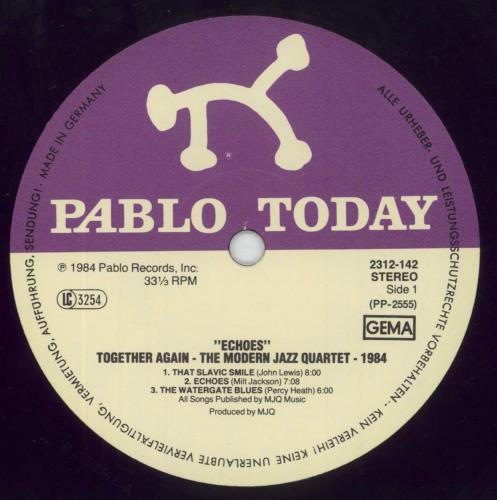 PABLO TODAY
℗ 1984 Pablo Records, Inc.
33⅓ RPM
LC 3254
2312-142
STEREO
Side 1
(PP-2555)
GEMA
"ECHOES"
TOGETHER AGAIN - THE MODERN JAZZ QUARTET - 1984
1. THAT SLAVIC SMILE (John Lewis) 8:00
2. ECHOES (Milt Jackson) 7:08
3. THE WATERGATE BLUES (Percy Heath) 6:00
All Songs Published by MJQ Music
Produced by MJQ
ALLE URHEBER- UND LEISTUNGSSCHUTZRECHTE VORBEHALTEN · KEIN VERLEIH! KEINE UNERLAUBTE VERVIELFALTIGUNG, VERMIETUNG, AUFFUHRUNG, SENDUNG! · MADE IN GERMANY
®